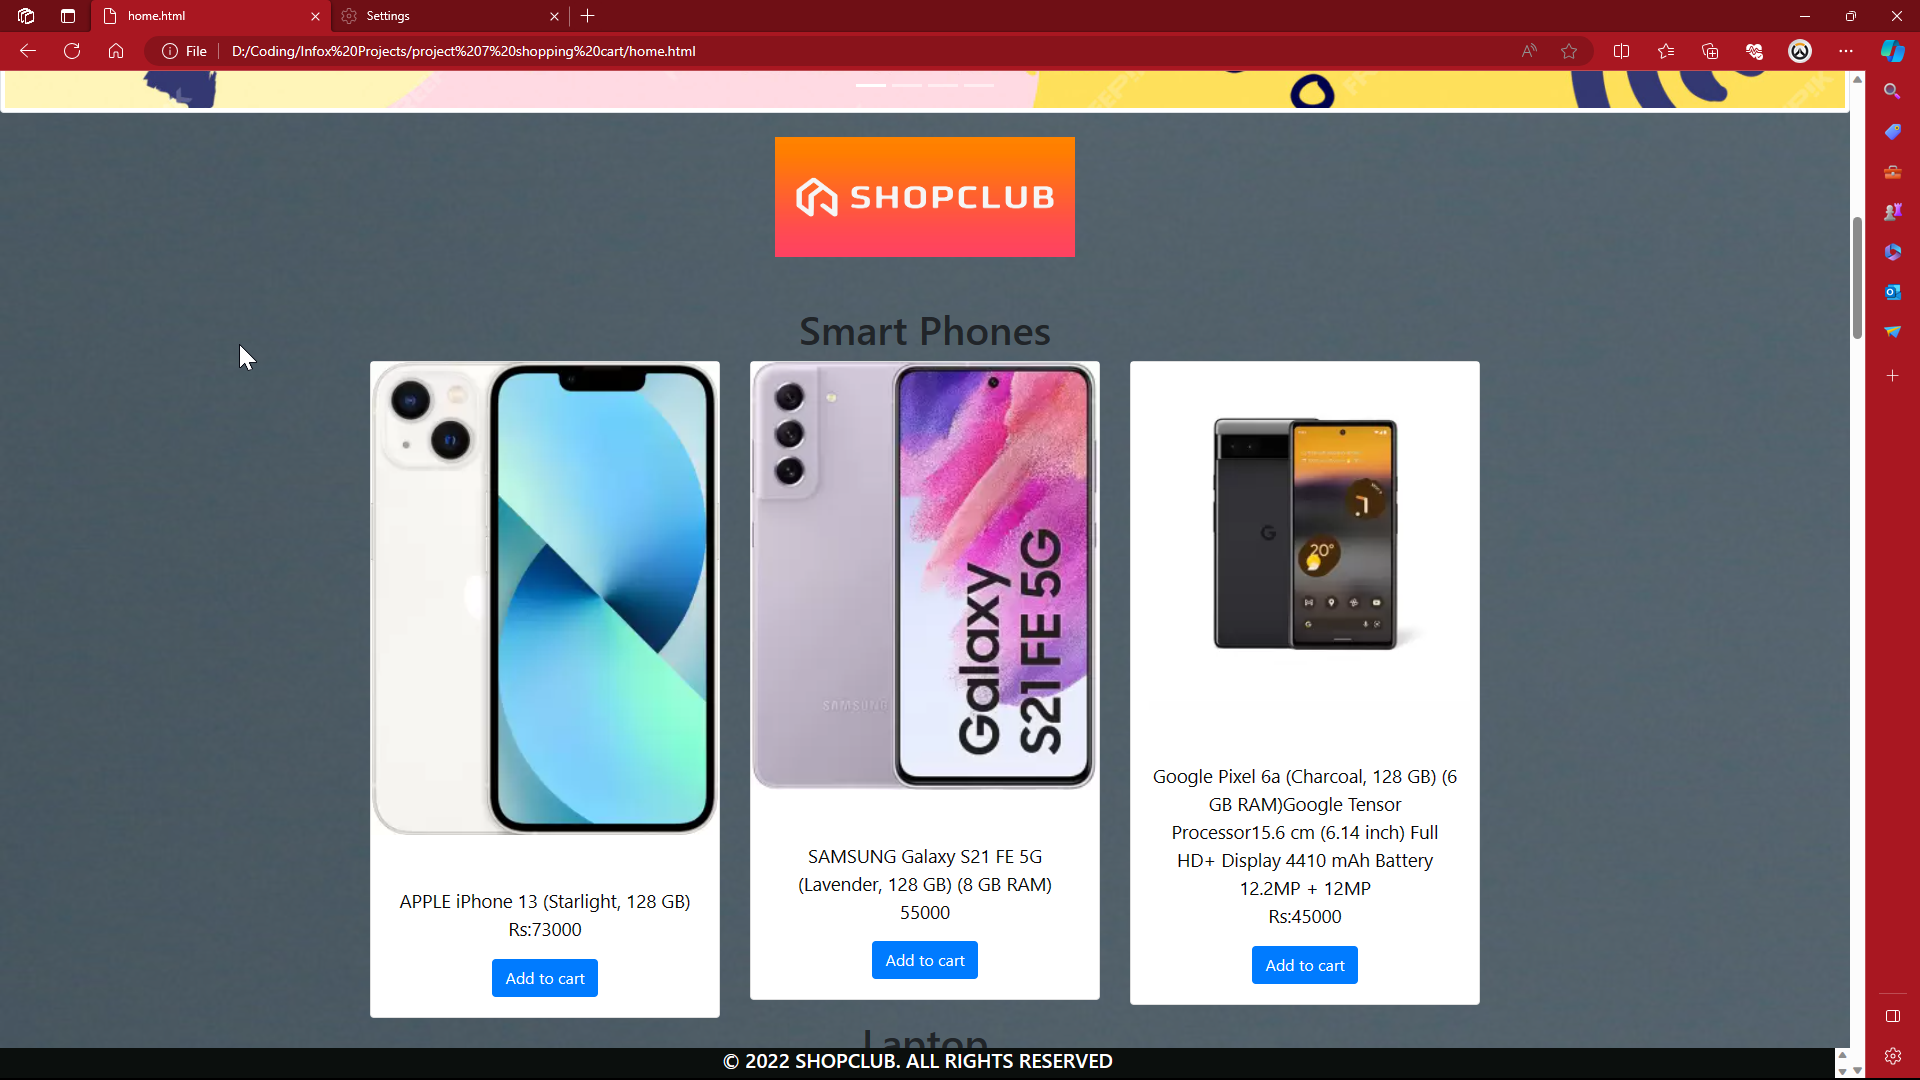 home.html
Settings
File
D:/Coding/Infox%20Projects/project%207%20shopping%20cart/home.html
SHOPCLUB
Smart Phones
Galaxy
S21 FE 5G
SAMSUNG
20°
APPLE iPhone 13 (Starlight, 128 GB)
Rs:73000
Add to cart
SAMSUNG Galaxy S21 FE 5G
(Lavender, 128 GB) (8 GB RAM)
55000
Add to cart
Google Pixel 6a (Charcoal, 128 GB) (6
GB RAM)Google Tensor
Processor15.6 cm (6.14 inch) Full
HD+ Display 4410 mAh Battery
12.2MP + 12MP
Rs:45000
Add to cart
Laptop
© 2022 SHOPCLUB. ALL RIGHTS RESERVED